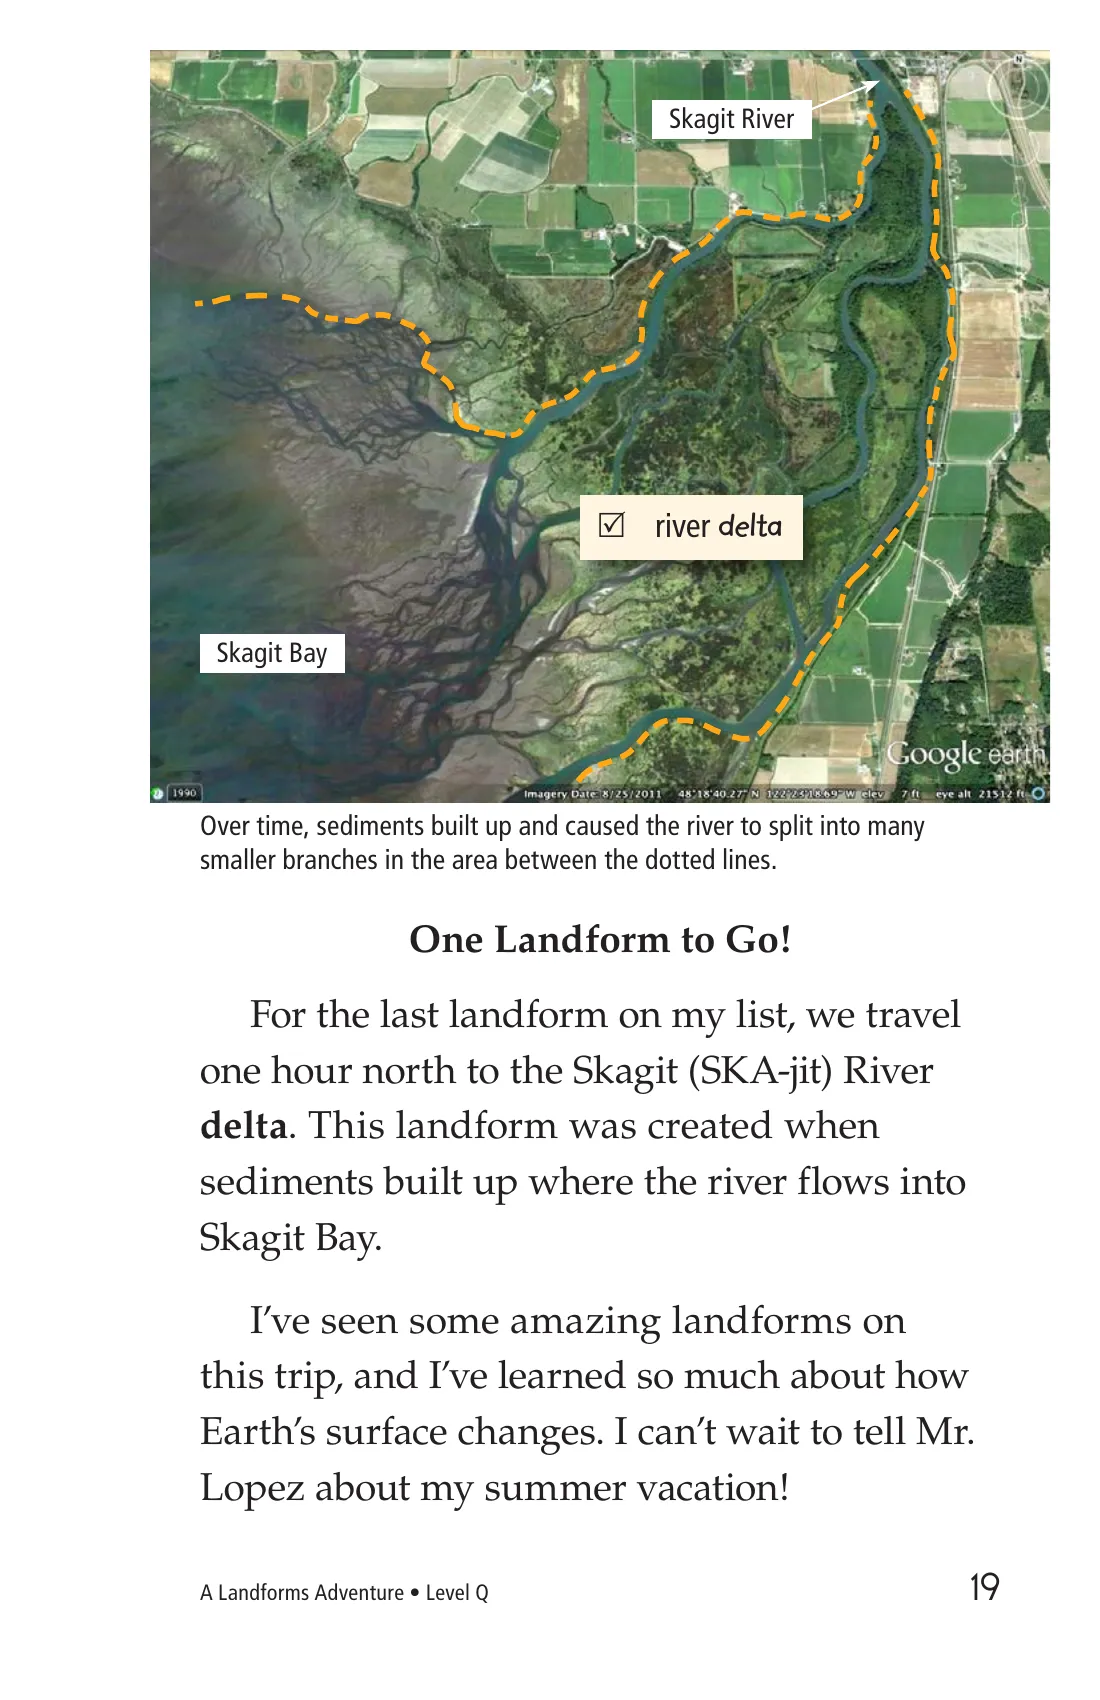 N
Skagit River
☑ river delta
Skagit Bay
Google earth
1990
Imagery Date: 8/25/2011 48°18'40.27" N 122°23'18.69" W elev 7 ft eye alt 21512 ft
Over time, sediments built up and caused the river to split into many
smaller branches in the area between the dotted lines.
One Landform to Go!
For the last landform on my list, we travel
one hour north to the Skagit (SKA-jit) River
delta. This landform was created when
sediments built up where the river flows into
Skagit Bay.
I’ve seen some amazing landforms on
this trip, and I’ve learned so much about how
Earth’s surface changes. I can’t wait to tell Mr.
Lopez about my summer vacation!
A Landforms Adventure • Level Q
19